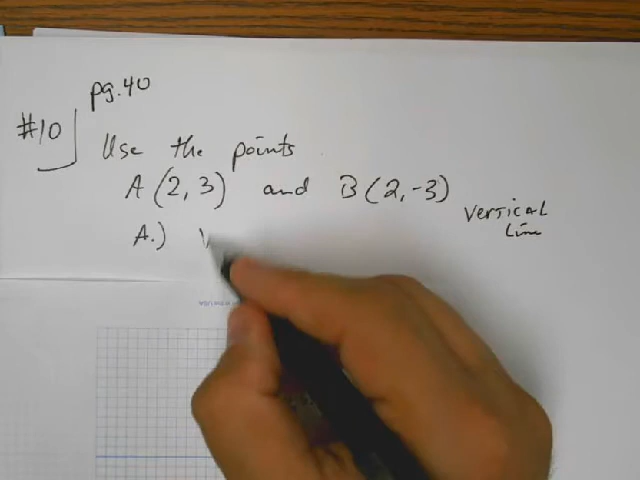 pg.40
#10
Use the points
A (2, 3) and B (2, -3)
vertical
line
A.)